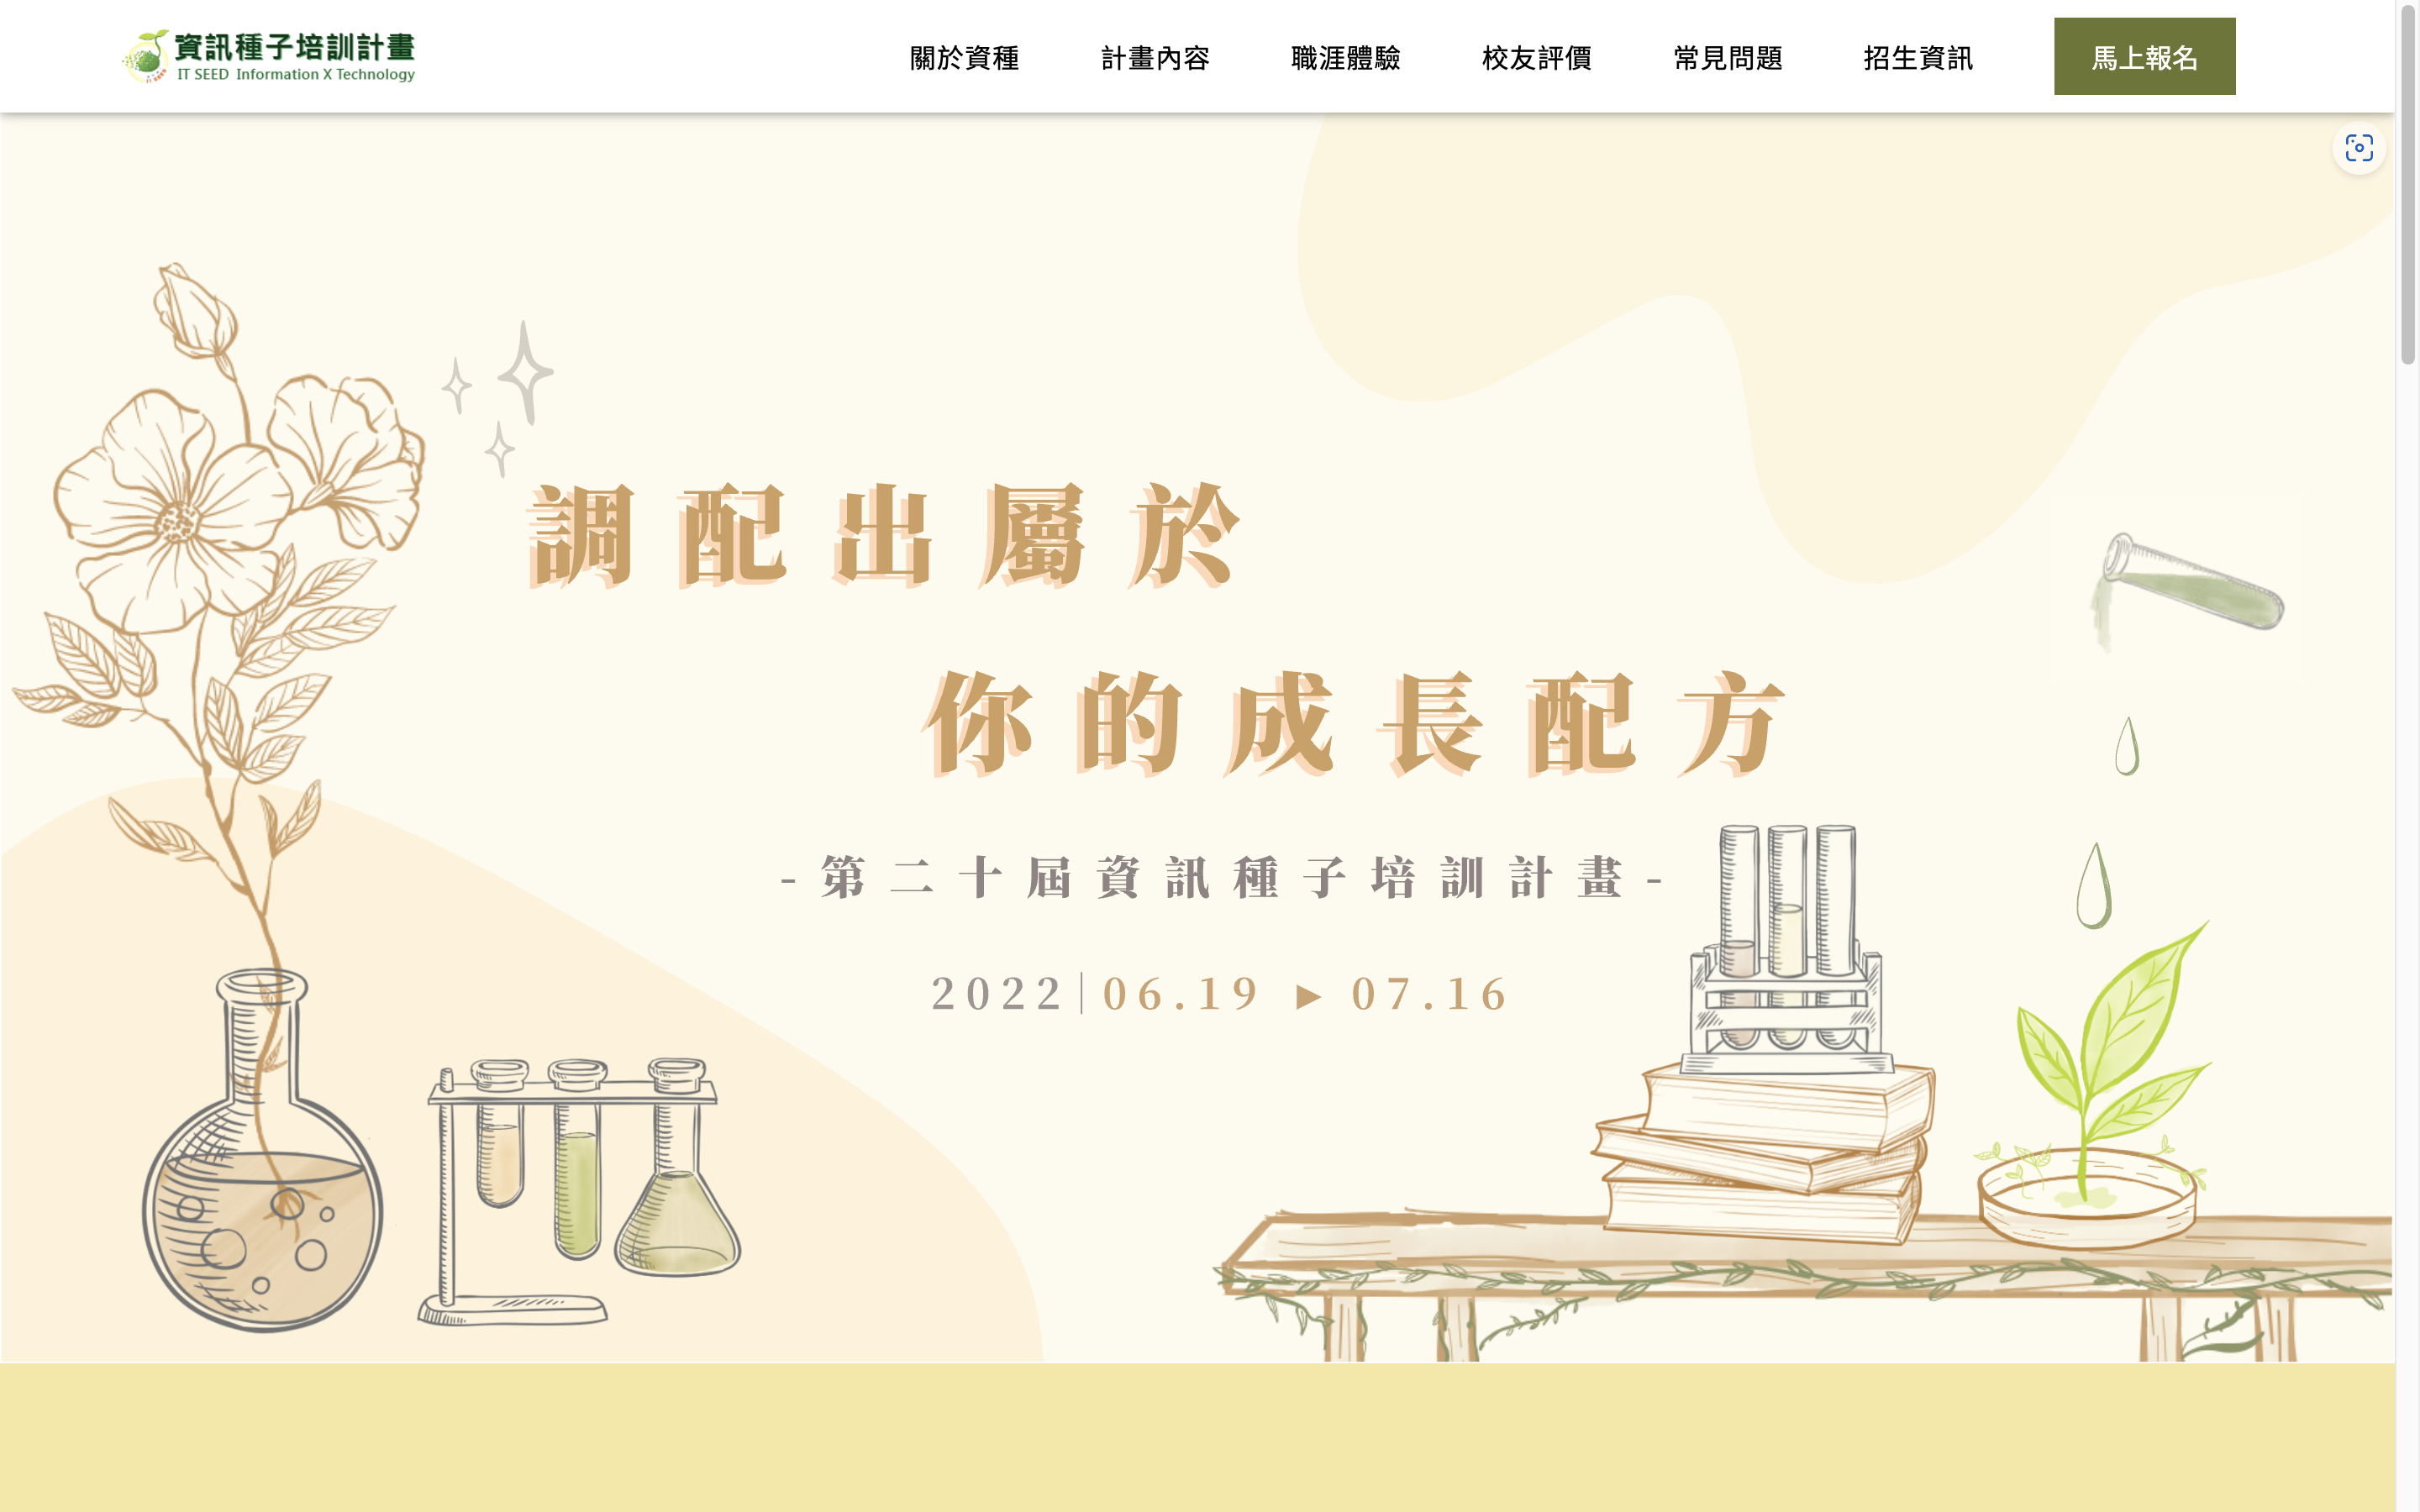 資訊種子培訓計畫
IT SEED Information X Technology
關於資種 計畫內容 職涯體驗 校友評價 常見問題 招生資訊 馬上報名
調配出屬於
你的成長配方
-第二十屆資訊種子培訓計畫-
2022|06.19 ▸ 07.16